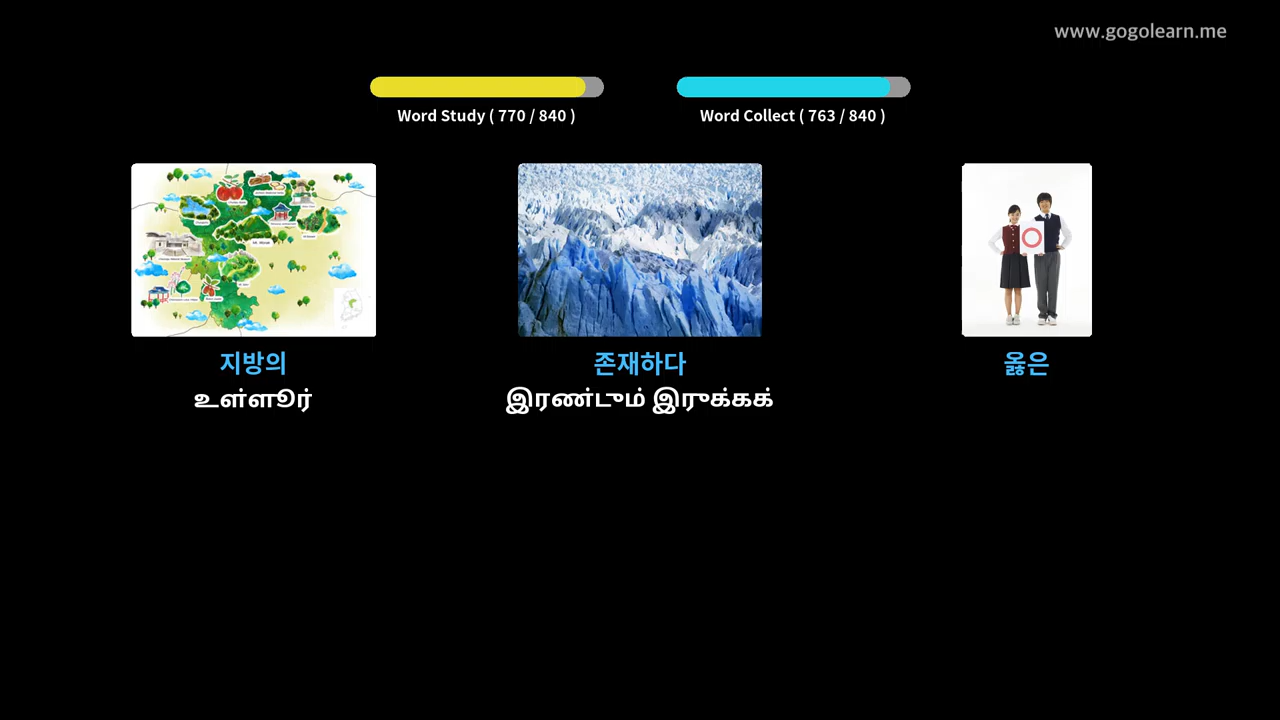 www.gogolearn.me
Word Study ( 770 / 840 )
Word Collect ( 763 / 840 )
지방의
존재하다
옳은
உள்ளூர்
இரண்டும் இருக்கக்